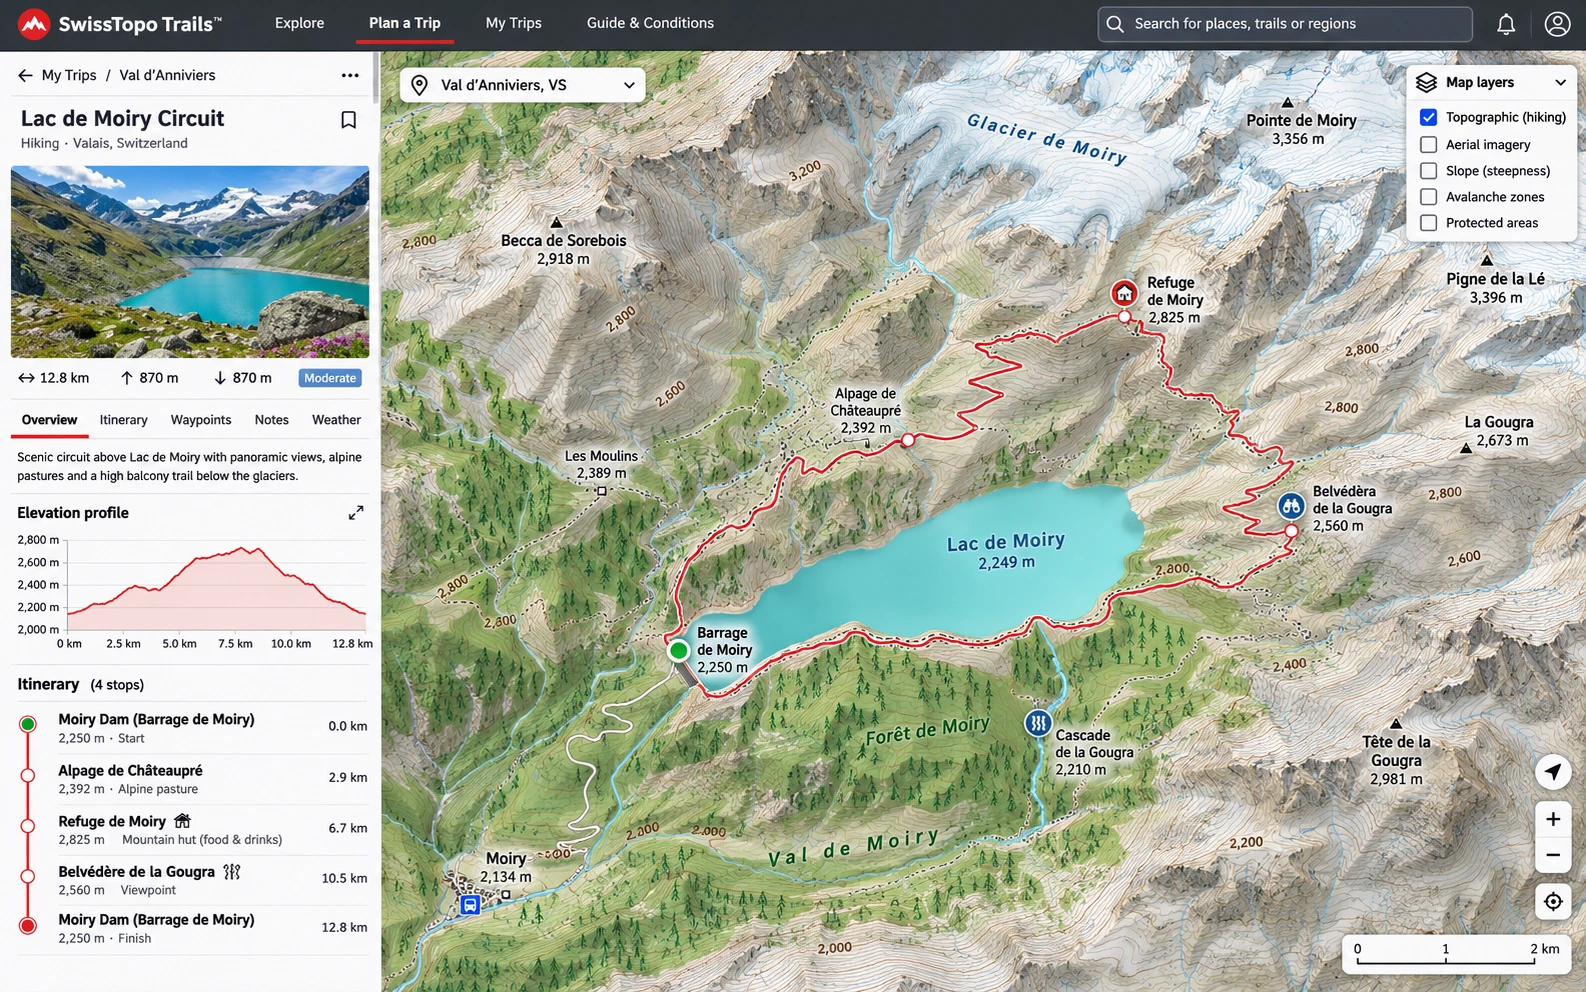 SwissTopo Trails™
Explore
Plan a Trip
My Trips
Guide & Conditions
Search for places, trails or regions
My Trips / Val d'Anniviers
Lac de Moiry Circuit
Hiking · Valais, Switzerland
12.8 km
870 m
870 m
Moderate
Overview
Itinerary
Waypoints
Notes
Weather
Scenic circuit above Lac de Moiry with panoramic views, alpine
pastures and a high balcony trail below the glaciers.
Elevation profile
2,800 m
2,600 m
2,400 m
2,200 m
2,000 m
0 km
2.5 km
5.0 km
7.5 km
10.0 km
12.8 km
Itinerary (4 stops)
Moiry Dam (Barrage de Moiry)
2,250 m · Start
0.0 km
Alpage de Châteaupré
2,392 m · Alpine pasture
2.9 km
Refuge de Moiry
2,825 m Mountain hut (food & drinks)
6.7 km
Belvédère de la Gougra
2,560 m Viewpoint
10.5 km
Moiry Dam (Barrage de Moiry)
2,250 m · Finish
12.8 km
Val d'Anniviers, VS
Map layers
Topographic (hiking)
Aerial imagery
Slope (steepness)
Avalanche zones
Protected areas
Glacier de Moiry
Pointe de Moiry
3,356 m
3,200
Becca de Sorebois
2,918 m
2,800
Pigne de la Lé
3,396 m
Refuge
de Moiry
2,825 m
2,800
2,800
2,600
Alpage de
Châteaupré
2,392 m
2,800
La Gougra
2,673 m
Les Moulins
2,389 m
Belvédèra
de la Gougra
2,560 m
2,800
Lac de Moiry
2,249 m
2,600
2,800
2,800
2,600
Barrage
de Moiry
2,250 m
2,400
Forêt de Moiry
Cascade
de la Gougra
2,210 m
Tête de la
Gougra
2,981 m
2,000
Val de Moiry
2,200
Moiry
2,134 m
2,000
0
1
2 km